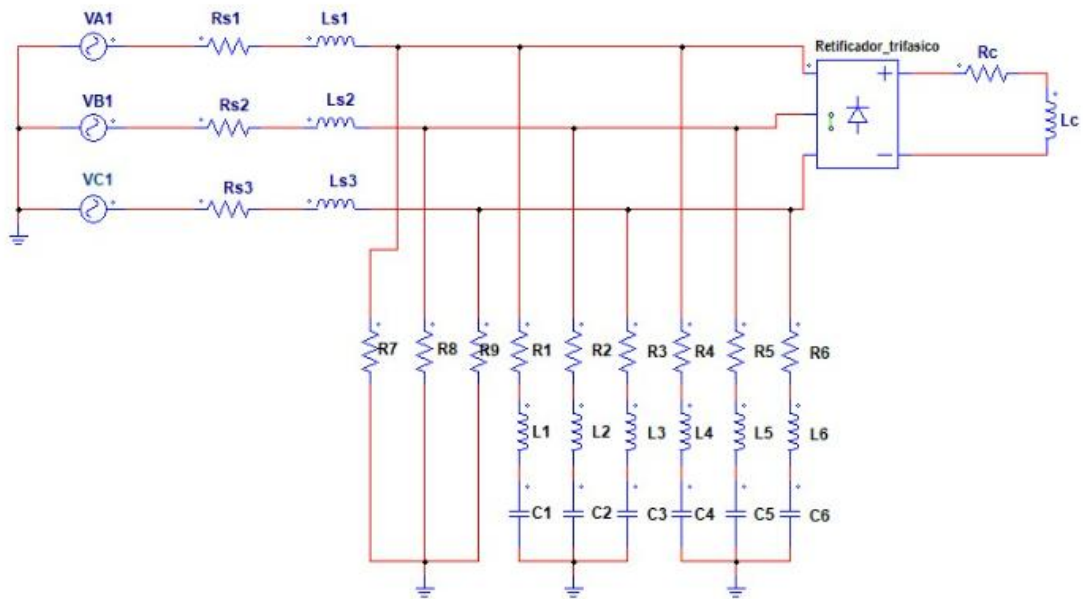 VA1 Rs1 Ls1
Retificador_trifasico
Rc
VB1 Rs2 Ls2
Lc
VC1 Rs3 Ls3
R7 R8 R9 R1 R2 R3 R4 R5 R6
L1 L2 L3 L4 L5 L6
C1 C2 C3 C4 C5 C6